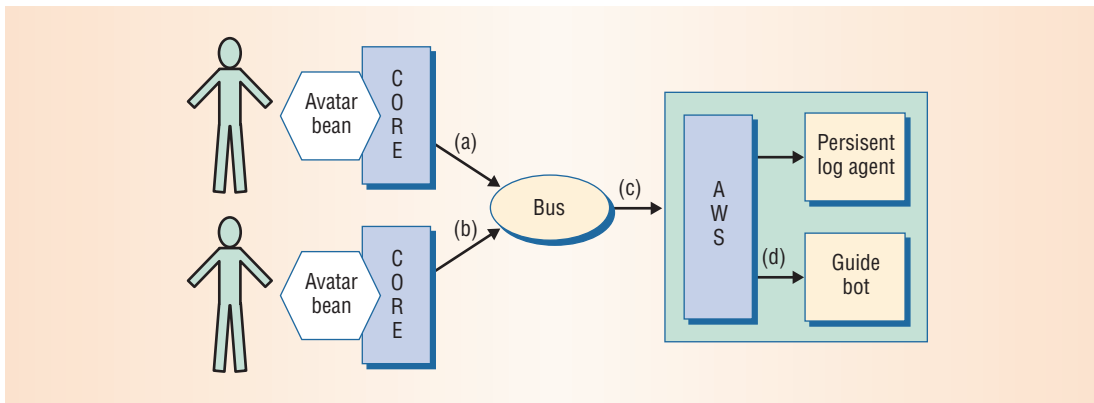 Avatar
bean
C
O
R
E
(a)
Avatar
bean
C
O
R
E
(b)
Bus
(c)
A
W
S
Persisent
log agent
(d)
Guide
bot